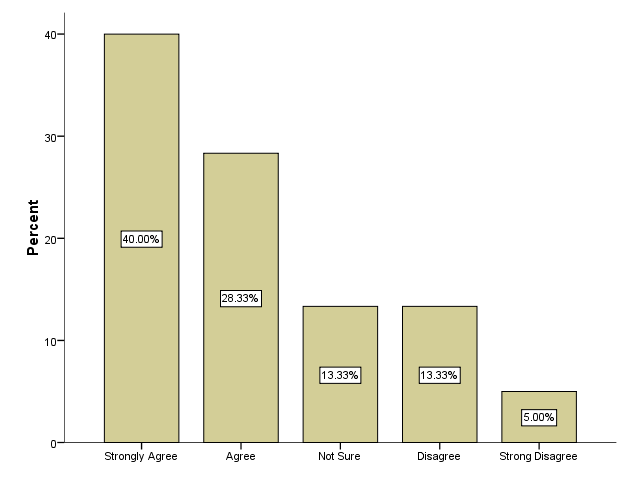 Percent
40
30
20
10
0
40.00%
28.33%
13.33%
13.33%
5.00%
Strongly Agree
Agree
Not Sure
Disagree
Strong Disagree